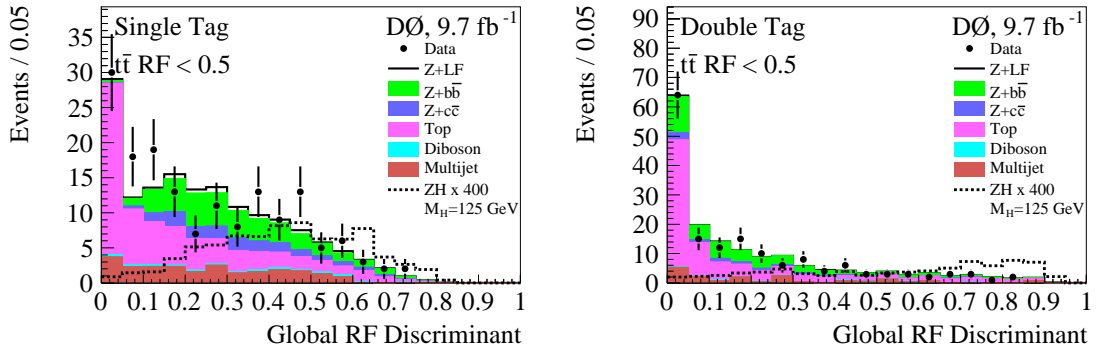 Single Tag
DØ, 9.7 fb⁻¹
tt̄ RF < 0.5
Data
Z+LF
Z+bb̄
Z+cc̄
Top
Diboson
Multijet
ZH x 400
M_H=125 GeV
Events / 0.05
35
30
25
20
15
10
5
0
0 0.1 0.2 0.3 0.4 0.5 0.6 0.7 0.8 0.9 1
Global RF Discriminant
Double Tag
DØ, 9.7 fb⁻¹
tt̄ RF < 0.5
Data
Z+LF
Z+bb̄
Z+cc̄
Top
Diboson
Multijet
ZH x 400
M_H=125 GeV
Events / 0.05
90
80
70
60
50
40
30
20
10
0
0 0.1 0.2 0.3 0.4 0.5 0.6 0.7 0.8 0.9 1
Global RF Discriminant